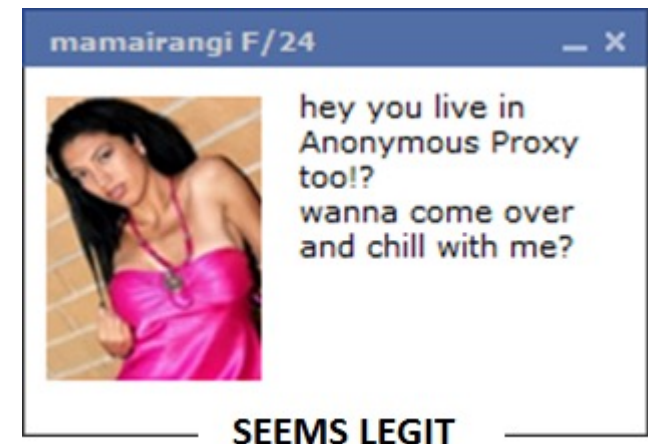 mamairangi F/24
hey you live in
Anonymous Proxy
too!?
wanna come over
and chill with me?
SEEMS LEGIT